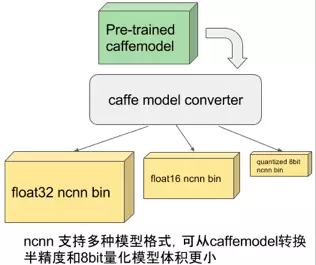 Pre-trained
caffemodel
caffe model converter
float32 ncnn bin
float16 ncnn bin
quantized 8bit
ncnn bin
ncnn 支持多种模型格式, 可从caffemodel转换
半精度和8bit量化模型体积更小